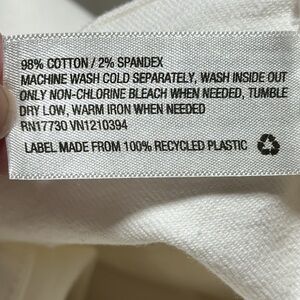 98% COTTON / 2% SPANDEX
MACHINE WASH COLD SEPARATELY, WASH INSIDE OUT
ONLY NON-CHLORINE BLEACH WHEN NEEDED, TUMBLE
DRY LOW, WARM IRON WHEN NEEDED
RN17730 VN1210394
LABEL MADE FROM 100% RECYCLED PLASTIC